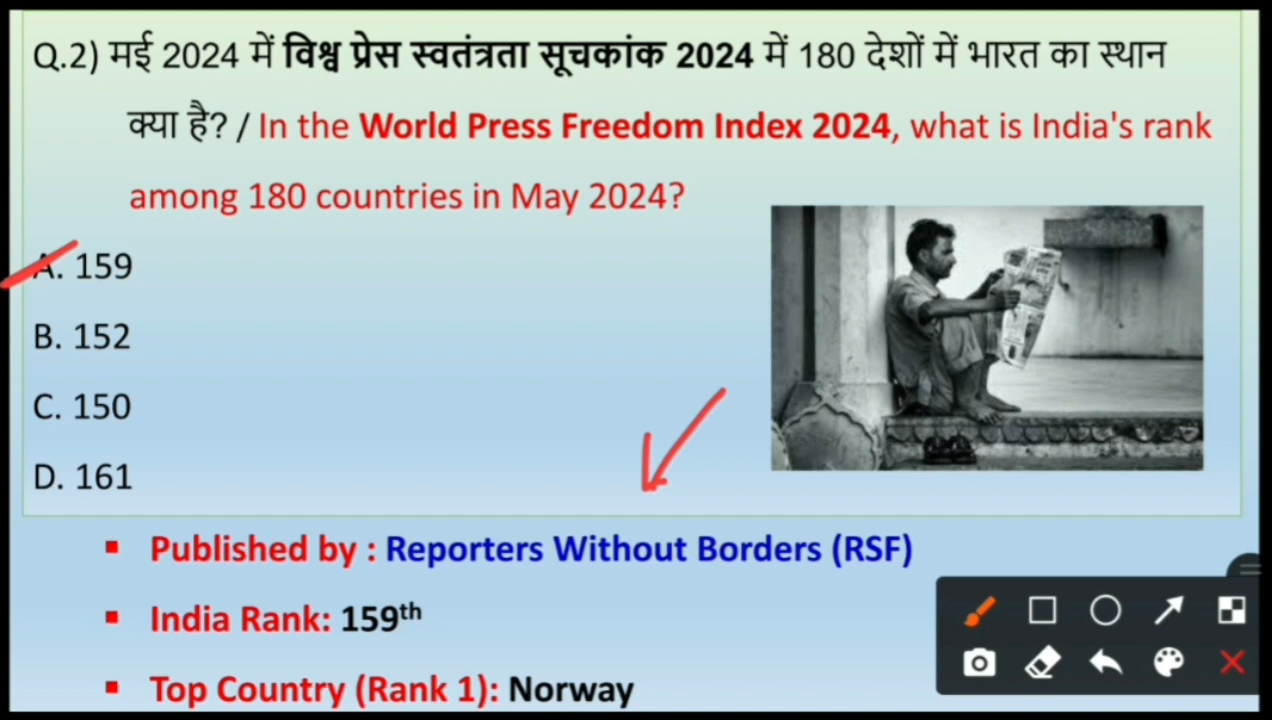 Q.2) मई 2024 में विश्व प्रेस स्वतंत्रता सूचकांक 2024 में 180 देशों में भारत का स्थान
क्या है? / In the World Press Freedom Index 2024, what is India's rank
among 180 countries in May 2024?
A. 159
B. 152
C. 150
D. 161
▪ Published by : Reporters Without Borders (RSF)
▪ India Rank: 159th
▪ Top Country (Rank 1): Norway